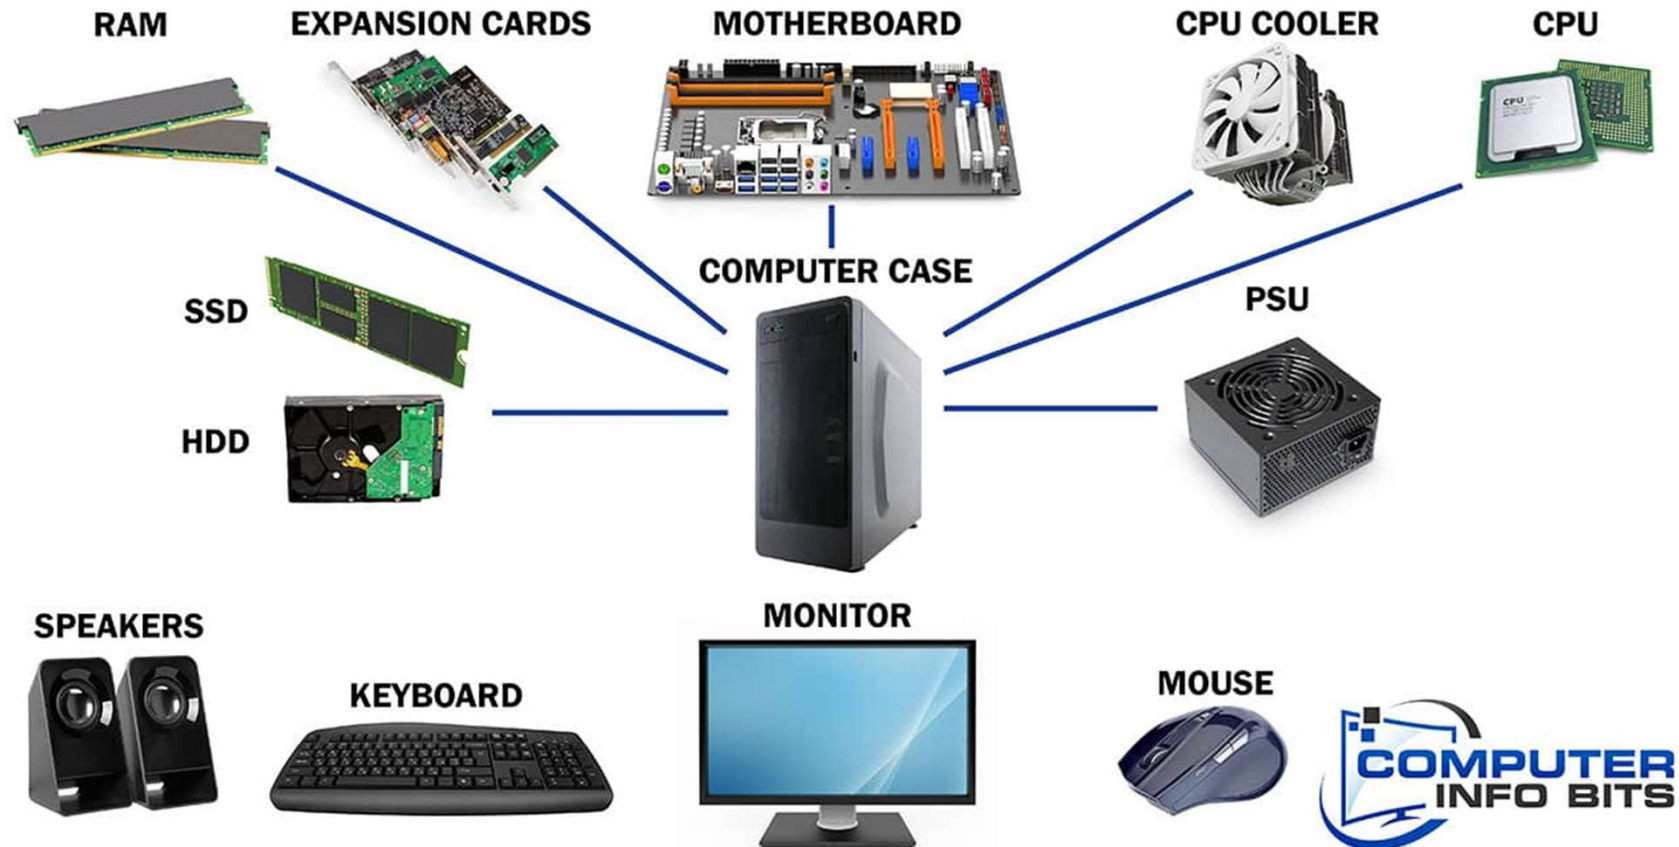 RAM
EXPANSION CARDS
MOTHERBOARD
CPU COOLER
CPU
CPU
COMPUTER CASE
SSD
PSU
HDD
SPEAKERS
MONITOR
KEYBOARD
MOUSE
COMPUTER
INFO BITS